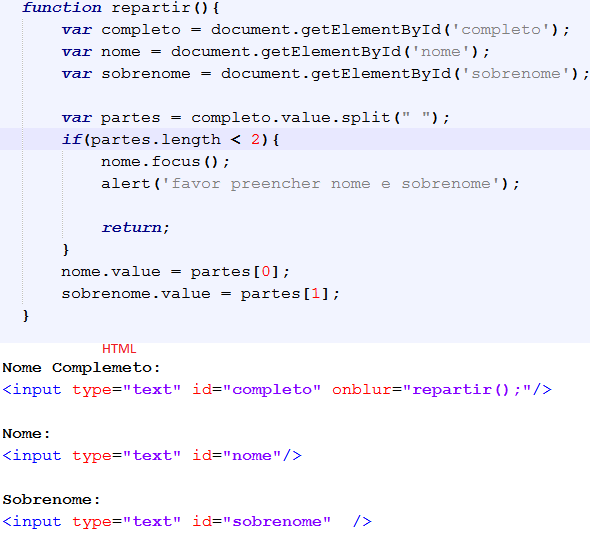 function repartir(){
var completo = document.getElementById('completo');
var nome = document.getElementById('nome');
var sobrenome = document.getElementById('sobrenome');
var partes = completo.value.split(" ");
if(partes.length < 2){
nome.focus();
alert('favor preencher nome e sobrenome');
return;
}
nome.value = partes[0];
sobrenome.value = partes[1];
}
HTML
Nome Complemeto:
<input type="text" id="completo" onblur="repartir();"/>
Nome:
<input type="text" id="nome"/>
Sobrenome:
<input type="text" id="sobrenome"  />